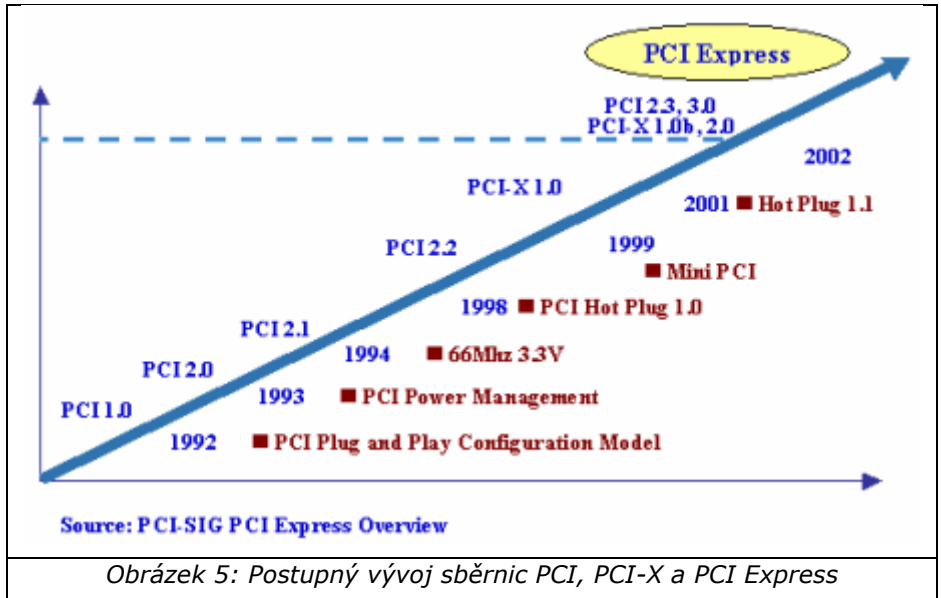 PCI Express
PCI 2.3, 3.0
PCI-X 1.0b, 2.0
2002
PCI-X 1.0
2001 Hot Plug 1.1
PCI 2.2
1999
Mini PCI
1998 PCI Hot Plug 1.0
PCI 2.1
1994 66Mhz 3.3V
PCI 2.0
1993 PCI Power Management
PCI 1.0
1992 PCI Plug and Play Configuration Model
Source: PCI-SIG PCI Express Overview
Obrázek 5: Postupný vývoj sběrnic PCI, PCI-X a PCI Express